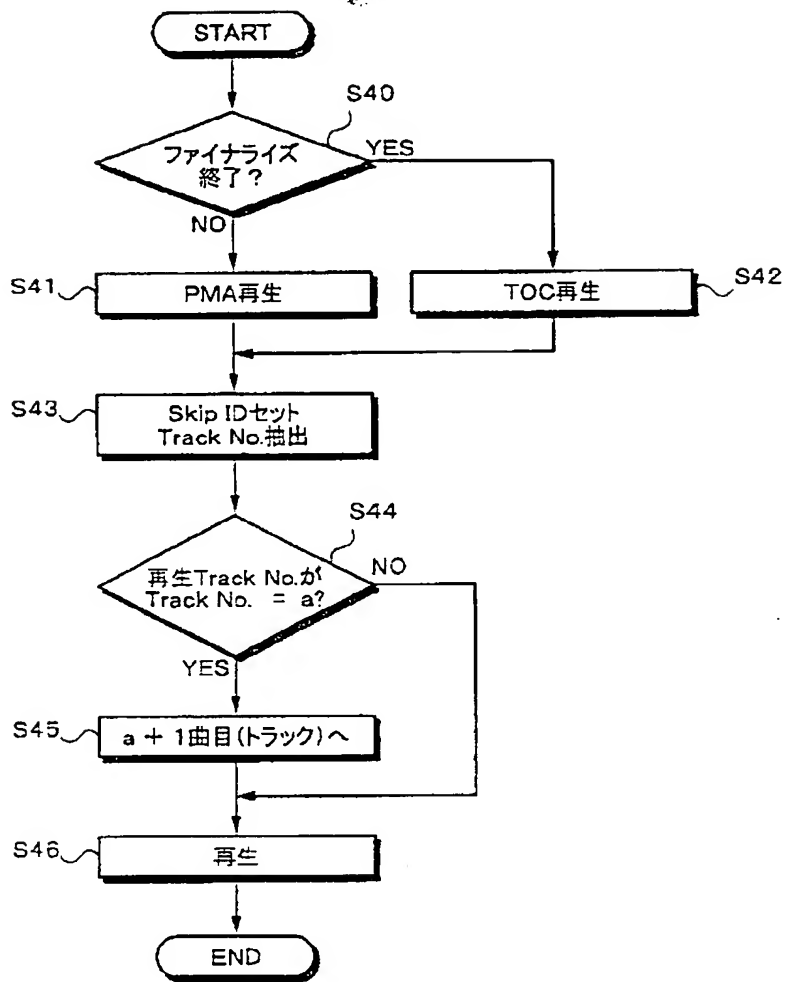 START
S40
ファイナライズ
終了？
YES
NO
S41
PMA再生
TOC再生
S42
S43
Skip IDセット
Track No.抽出
S44
再生Track No.が
Track No. = a?
NO
YES
S45
a + 1曲目(トラック)へ
S46
再生
END